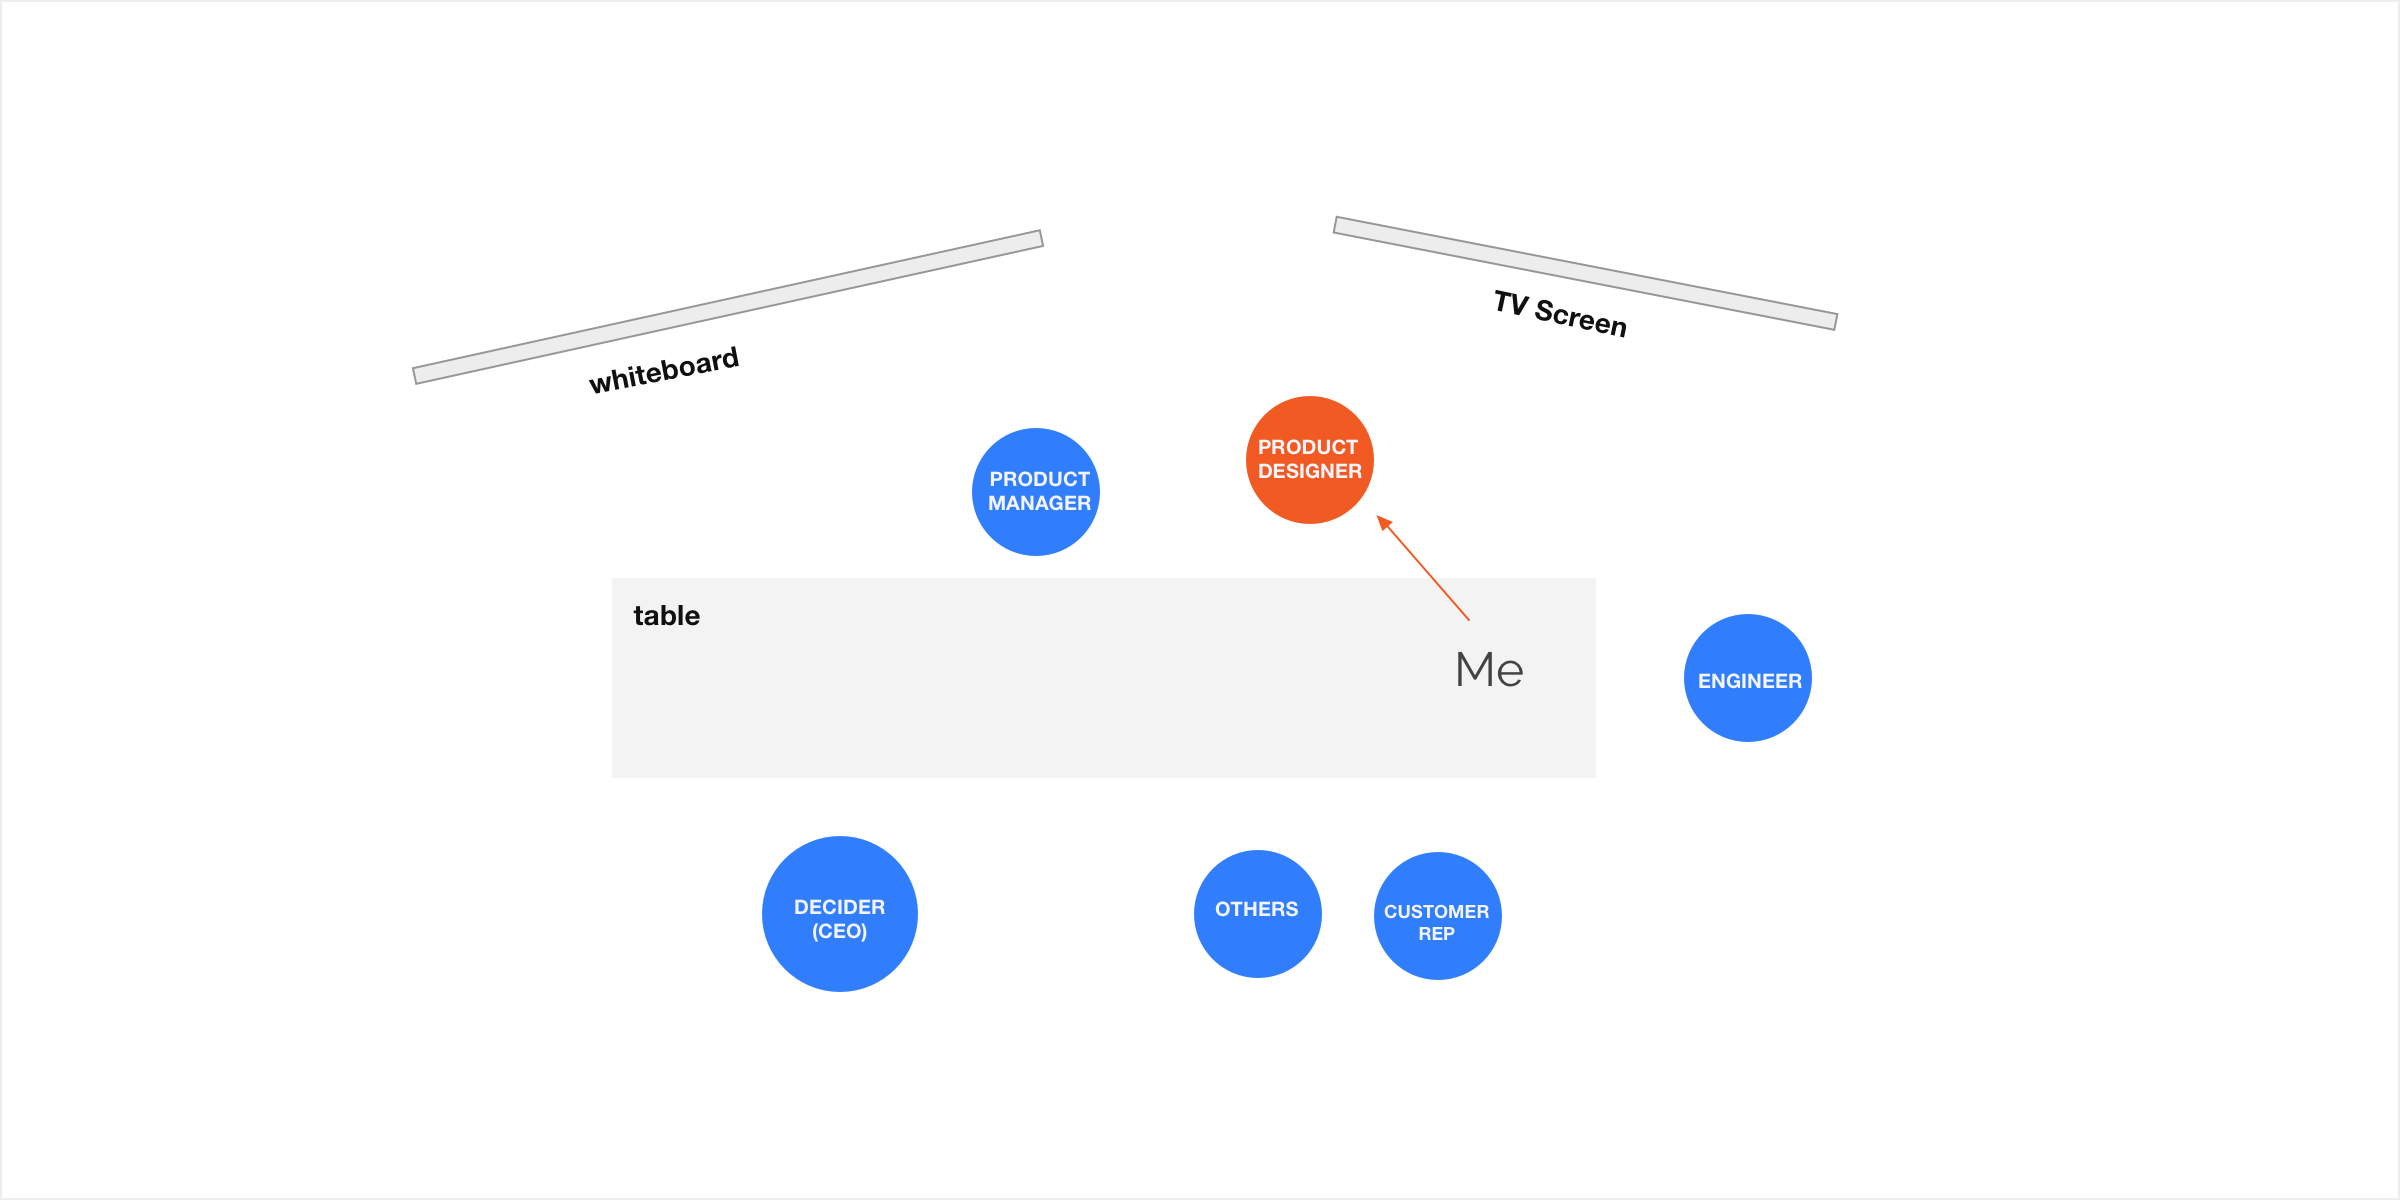 TV Screen
whiteboard
PRODUCT
DESIGNER
PRODUCT
MANAGER
table
Me
ENGINEER
DECIDER
(CEO)
OTHERS
CUSTOMER
REP